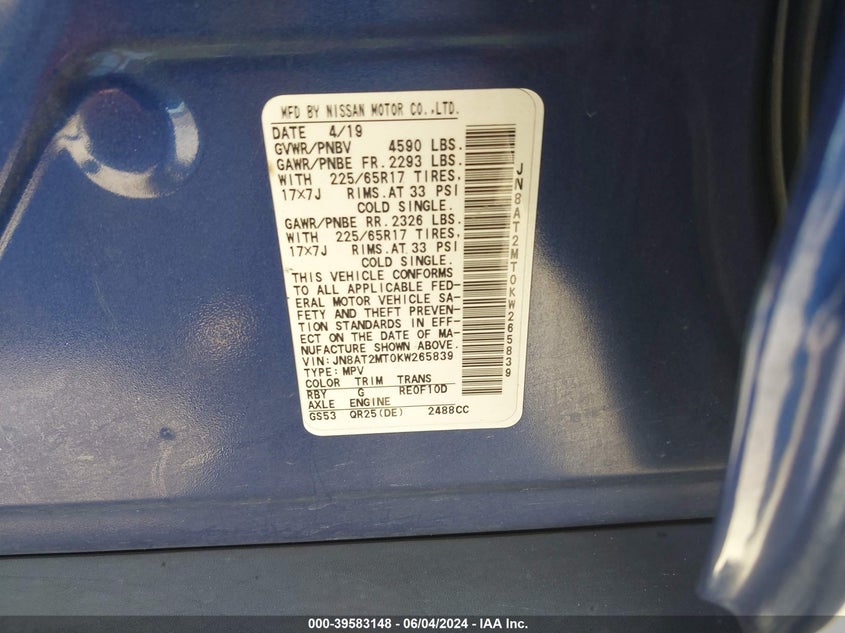 MFD BY NISSAN MOTOR CO.,LTD.
DATE 4/19
GVWR/PNBV 4590 LBS.
GAWR/PNBE FR.2293 LBS.
WITH 225/65R17 TIRES,
17×7J RIMS.AT 33 PSI
COLD SINGLE.
GAWR/PNBE RR.2326 LBS.
WITH 225/65R17 TIRES,
17×7J RIMS.AT 33 PSI
COLD SINGLE.
THIS VEHICLE CONFORMS
TO ALL APPLICABLE FED-
ERAL MOTOR VEHICLE SA-
FETY AND THEFT PREVEN-
TION STANDARDS IN EFF-
ECT ON THE DATE OF MA-
NUFACTURE SHOWN ABOVE.
VIN:JN8AT2MT0KW265839
TYPE:MPV
COLOR TRIM TRANS
RBY G RE0F10D
AXLE ENGINE
GS53 QR25(DE) 2488CC
JN8AT2MT0KW265839
000-39583148 - 06/04/2024 - IAA Inc.